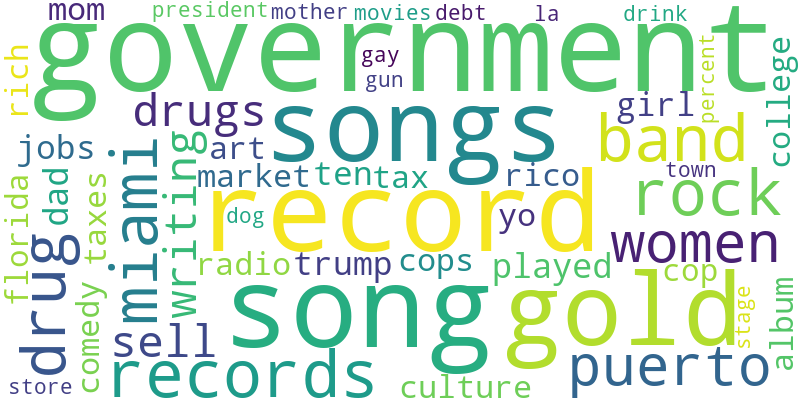 mom
president
mother
movies
debt
la
drink
government
gay
gun
rich
percent
college
drugs
songs
girl
band
jobs
art
miami
writing
market
ten
tax
rico
town
rock
florida
dad
taxes
dog
record
yo
women
drug
radio
trump
cops
played
cop
comedy
song
gold
stage
album
sell
records
puerto
store
culture